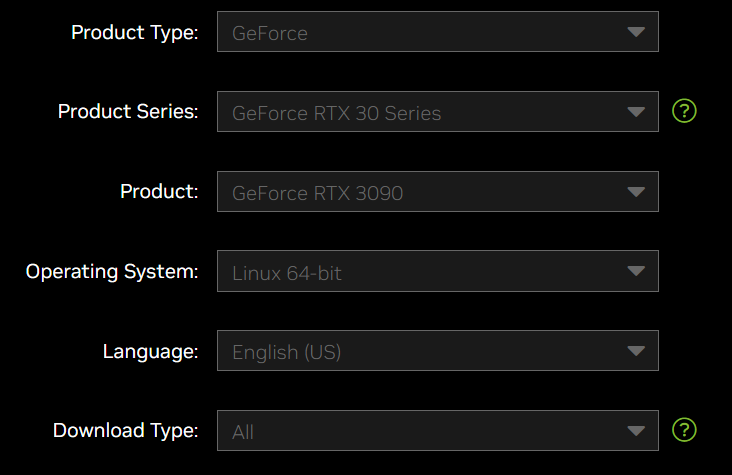 Product Type: GeForce
Product Series: GeForce RTX 30 Series ?
Product: GeForce RTX 3090
Operating System: Linux 64-bit
Language: English (US)
Download Type: All ?